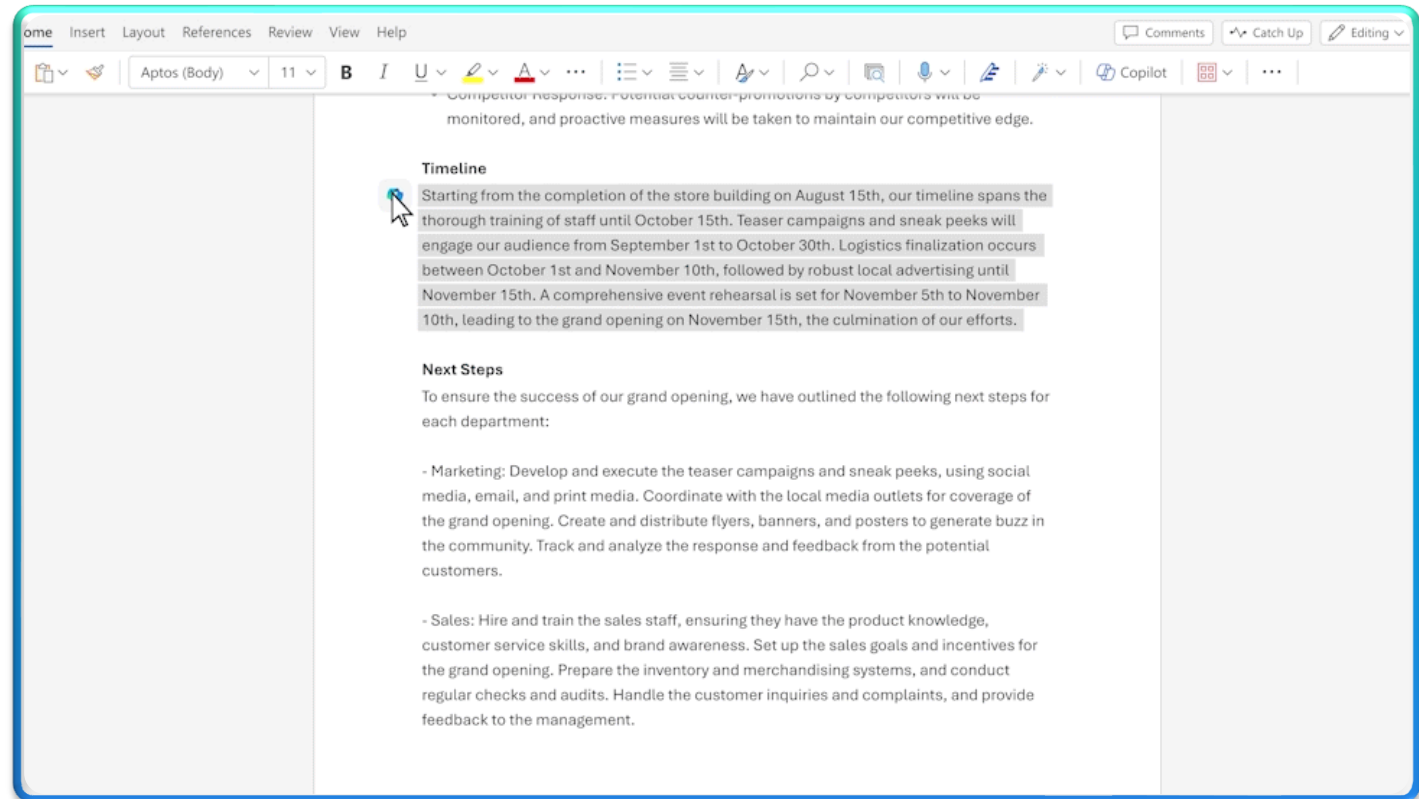 ome Insert Layout References Review View Help Comments Catch Up Editing
Aptos (Body) 11 B I U A A Copilot
Competitor Response: Potential counter-promotions by competitors will be
monitored, and proactive measures will be taken to maintain our competitive edge.
Timeline
Starting from the completion of the store building on August 15th, our timeline spans the
thorough training of staff until October 15th. Teaser campaigns and sneak peeks will
engage our audience from September 1st to October 30th. Logistics finalization occurs
between October 1st and November 10th, followed by robust local advertising until
November 15th. A comprehensive event rehearsal is set for November 5th to November
10th, leading to the grand opening on November 15th, the culmination of our efforts.
Next Steps
To ensure the success of our grand opening, we have outlined the following next steps for
each department:
- Marketing: Develop and execute the teaser campaigns and sneak peeks, using social
media, email, and print media. Coordinate with the local media outlets for coverage of
the grand opening. Create and distribute flyers, banners, and posters to generate buzz in
the community. Track and analyze the response and feedback from the potential
customers.
- Sales: Hire and train the sales staff, ensuring they have the product knowledge,
customer service skills, and brand awareness. Set up the sales goals and incentives for
the grand opening. Prepare the inventory and merchandising systems, and conduct
regular checks and audits. Handle the customer inquiries and complaints, and provide
feedback to the management.